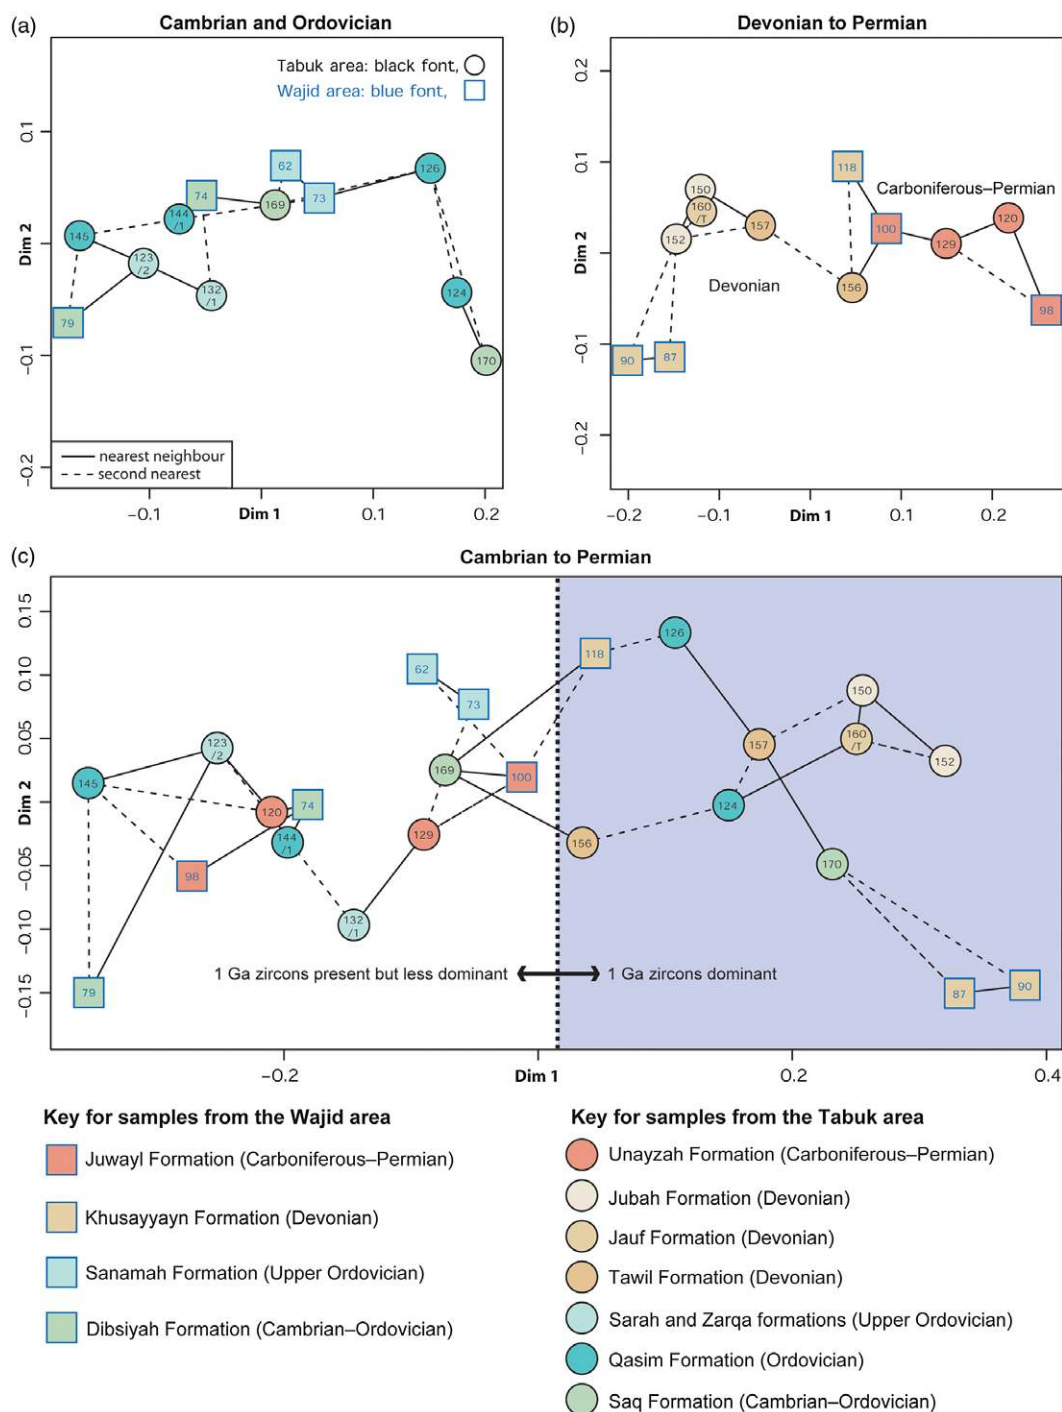 (a)
Cambrian and Ordovician
Tabuk area: black font,
Wajid area: blue font,
0.1
0
-0.1
-0.2
Dim 2
62
74
73
126
169
144/1
145
123/2
132/1
79
124
170
nearest neighbour
second nearest
-0.1
Dim 1
0.1
0.2
(b)
Devonian to Permian
0.2
0.1
0
-0.1
-0.2
Dim 2
118
150
160/T
152
157
Carboniferous–Permian
100
120
129
156
Devonian
98
90
87
-0.2
-0.1
Dim 1
0.1
0.2
(c)
Cambrian to Permian
0.15
0.10
0.05
0
-0.05
-0.10
-0.15
Dim 2
126
118
62
73
150
123/2
157
160/T
152
145
169
100
120
74
124
144/1
129
156
98
170
132/1
1 Ga zircons present but less dominant
1 Ga zircons dominant
79
87
90
-0.2
Dim 1
0.2
0.4
Key for samples from the Wajid area
Juwayl Formation (Carboniferous–Permian)
Khusayyayn Formation (Devonian)
Sanamah Formation (Upper Ordovician)
Dibsiyah Formation (Cambrian–Ordovician)
Key for samples from the Tabuk area
Unayzah Formation (Carboniferous–Permian)
Jubah Formation (Devonian)
Jauf Formation (Devonian)
Tawil Formation (Devonian)
Sarah and Zarqa formations (Upper Ordovician)
Qasim Formation (Ordovician)
Saq Formation (Cambrian–Ordovician)